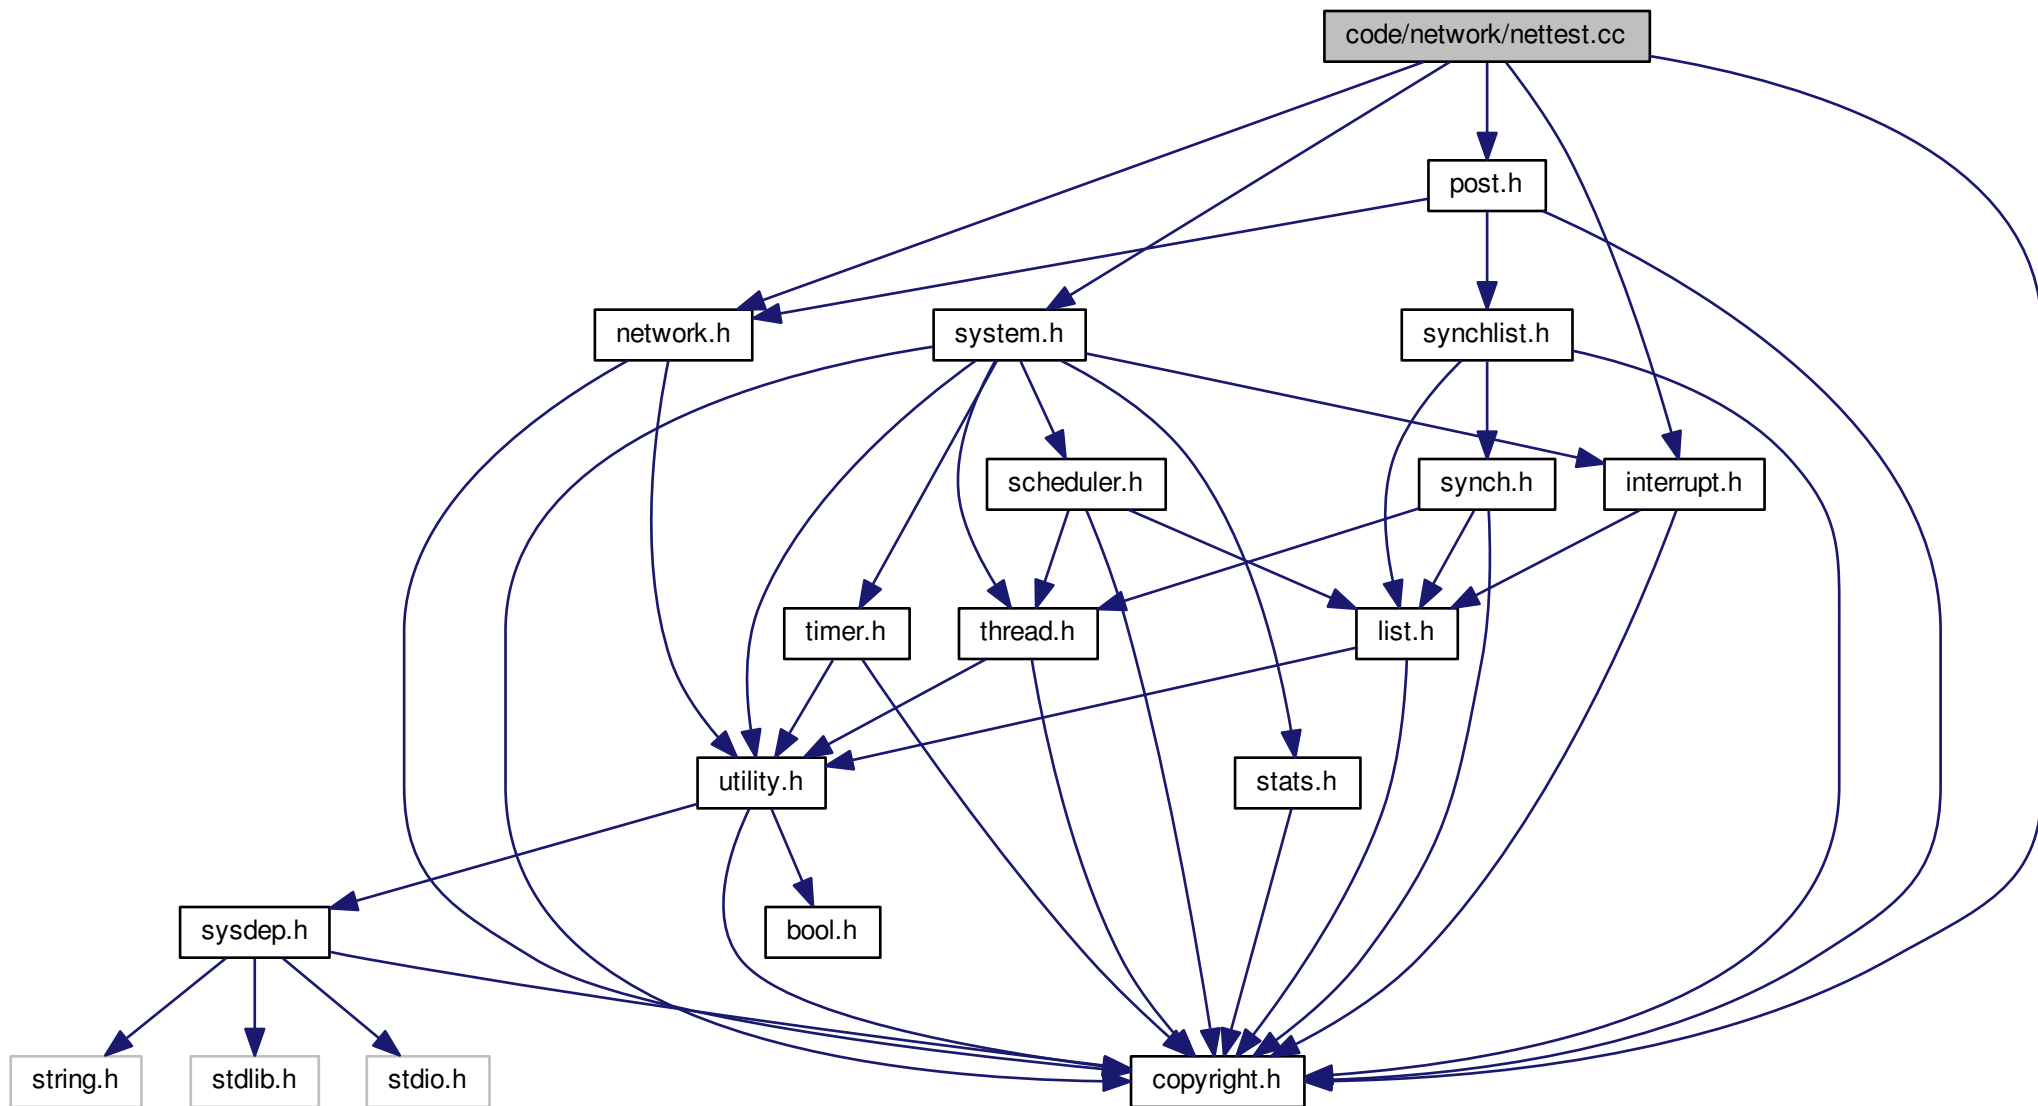 code/network/nettest.cc
post.h
network.h
system.h
synchlist.h
scheduler.h
synch.h
interrupt.h
timer.h
thread.h
list.h
utility.h
stats.h
sysdep.h
bool.h
string.h
stdlib.h
stdio.h
copyright.h